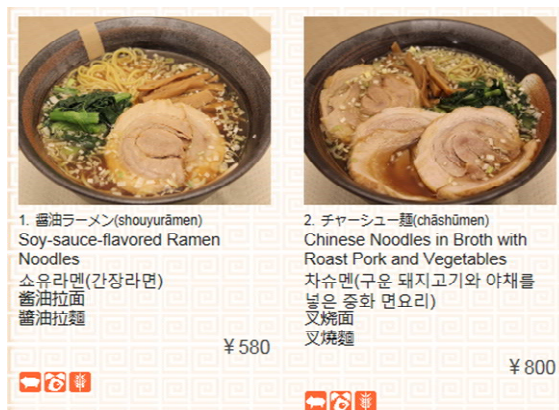 1. 醤油ラーメン(shouyurāmen)
Soy-sauce-flavored Ramen
Noodles
쇼유라멘(간장라면)
酱油拉面
醬油拉麵
￥580
2. チャーシュー麺(chāshūmen)
Chinese Noodles in Broth with
Roast Pork and Vegetables
차슈멘(구운 돼지고기와 야채를
넣은 중화 면요리)
叉烧面
叉燒麵
￥800